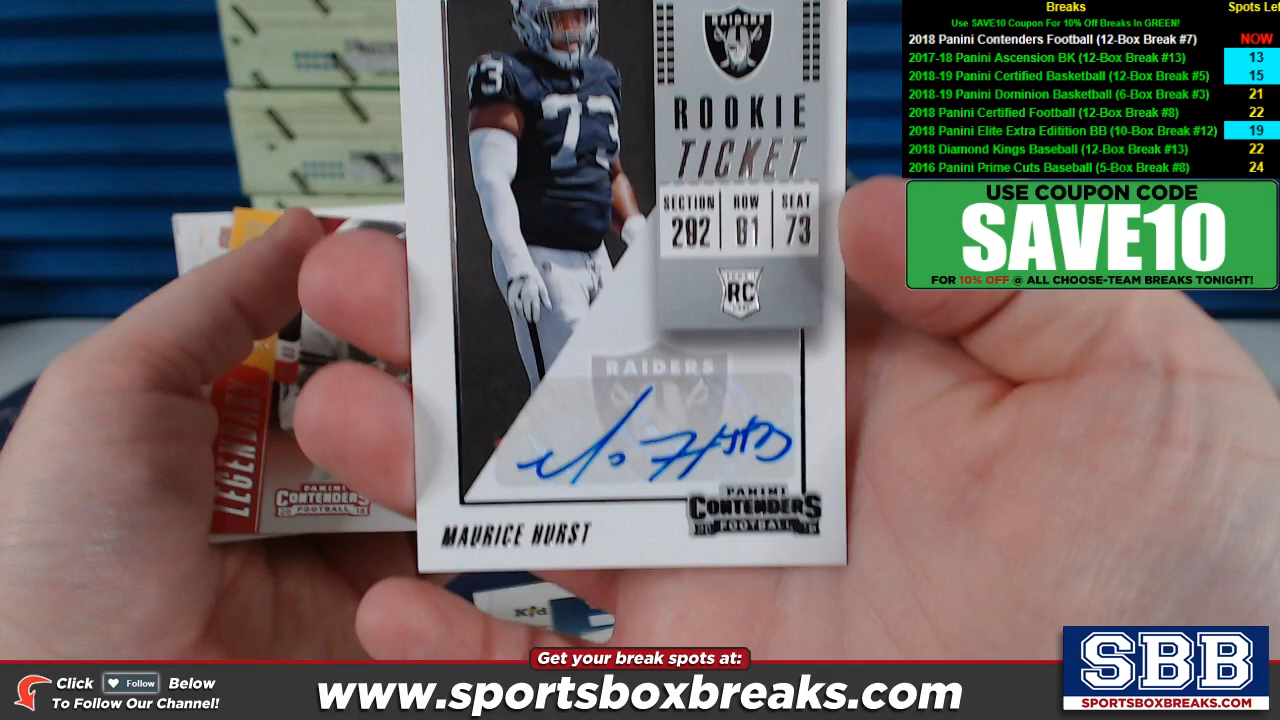 Breaks Spots Lef
Use SAVE10 Coupon For 10% Off Breaks In GREEN!
2018 Panini Contenders Football (12-Box Break #7) NOW
2017-18 Panini Ascension BK (12-Box Break #13) 13
2018-19 Panini Certified Basketball (12-Box Break #5) 15
2018-19 Panini Dominion Basketball (6-Box Break #3) 21
2018 Panini Certified Football (12-Box Break #8) 22
2018 Panini Elite Extra Edition BB (10-Box Break #12) 19
2018 Diamond Kings Baseball (12-Box Break #13) 22
2016 Panini Prime Cuts Baseball (5-Box Break #8) 24
USE COUPON CODE
SAVE10
FOR 10% OFF @ ALL CHOOSE-TEAM BREAKS TONIGHT!
RAIDERS
73
73
ROOKIE
TICKET
SECTION ROW SEAT
292 61 73
RC
RAIDERS
PANINI
CONTENDERS
FOOTBALL
MAURICE HURST
LEGENDARY
PANINI
CONTENDERS
20 FOOTBALL 18
Get your break spots at:
Click Follow Below
To Follow Our Channel!
www.sportsboxbreaks.com
SBB
SPORTSBOXBREAKS.COM